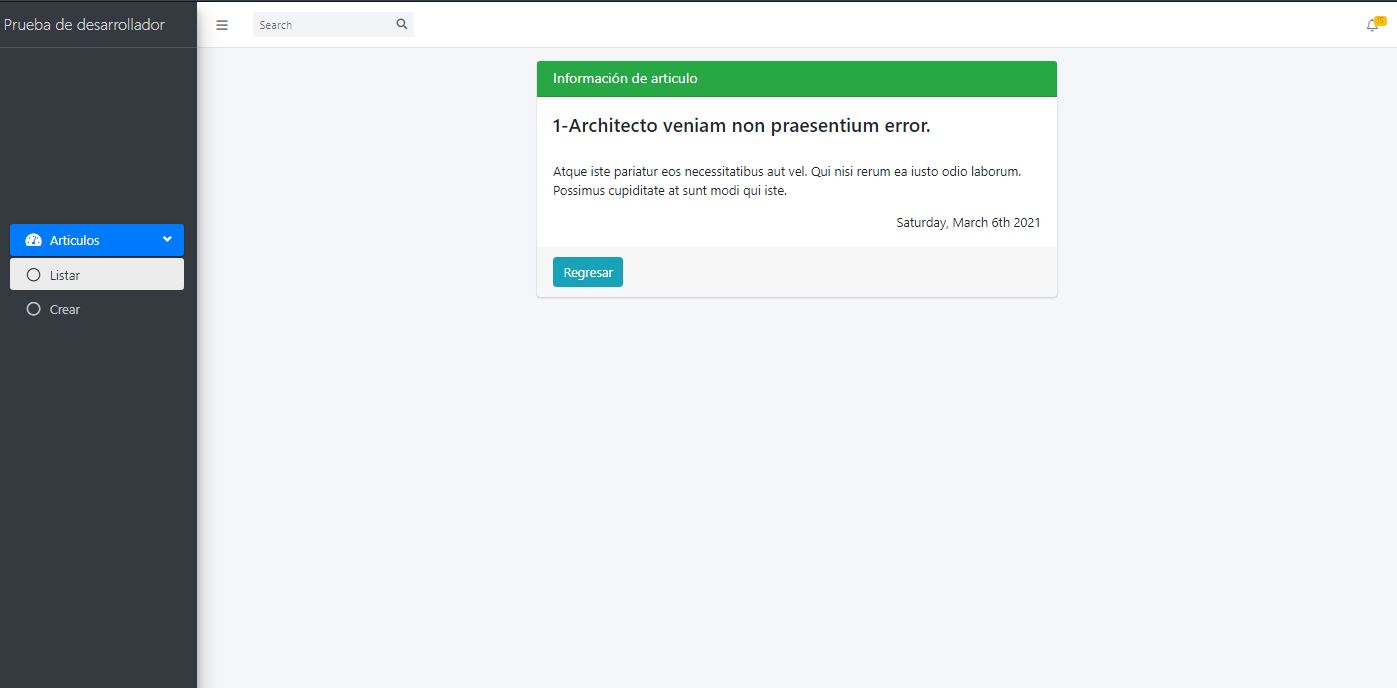 Prueba de desarrollador
Search
15
Información de articulo
1-Architecto veniam non praesentium error.
Atque iste pariatur eos necessitatibus aut vel. Qui nisi rerum ea iusto odio laborum.
Possimus cupiditate at sunt modi qui iste.
Saturday, March 6th 2021
Regresar
Articulos
Listar
Crear